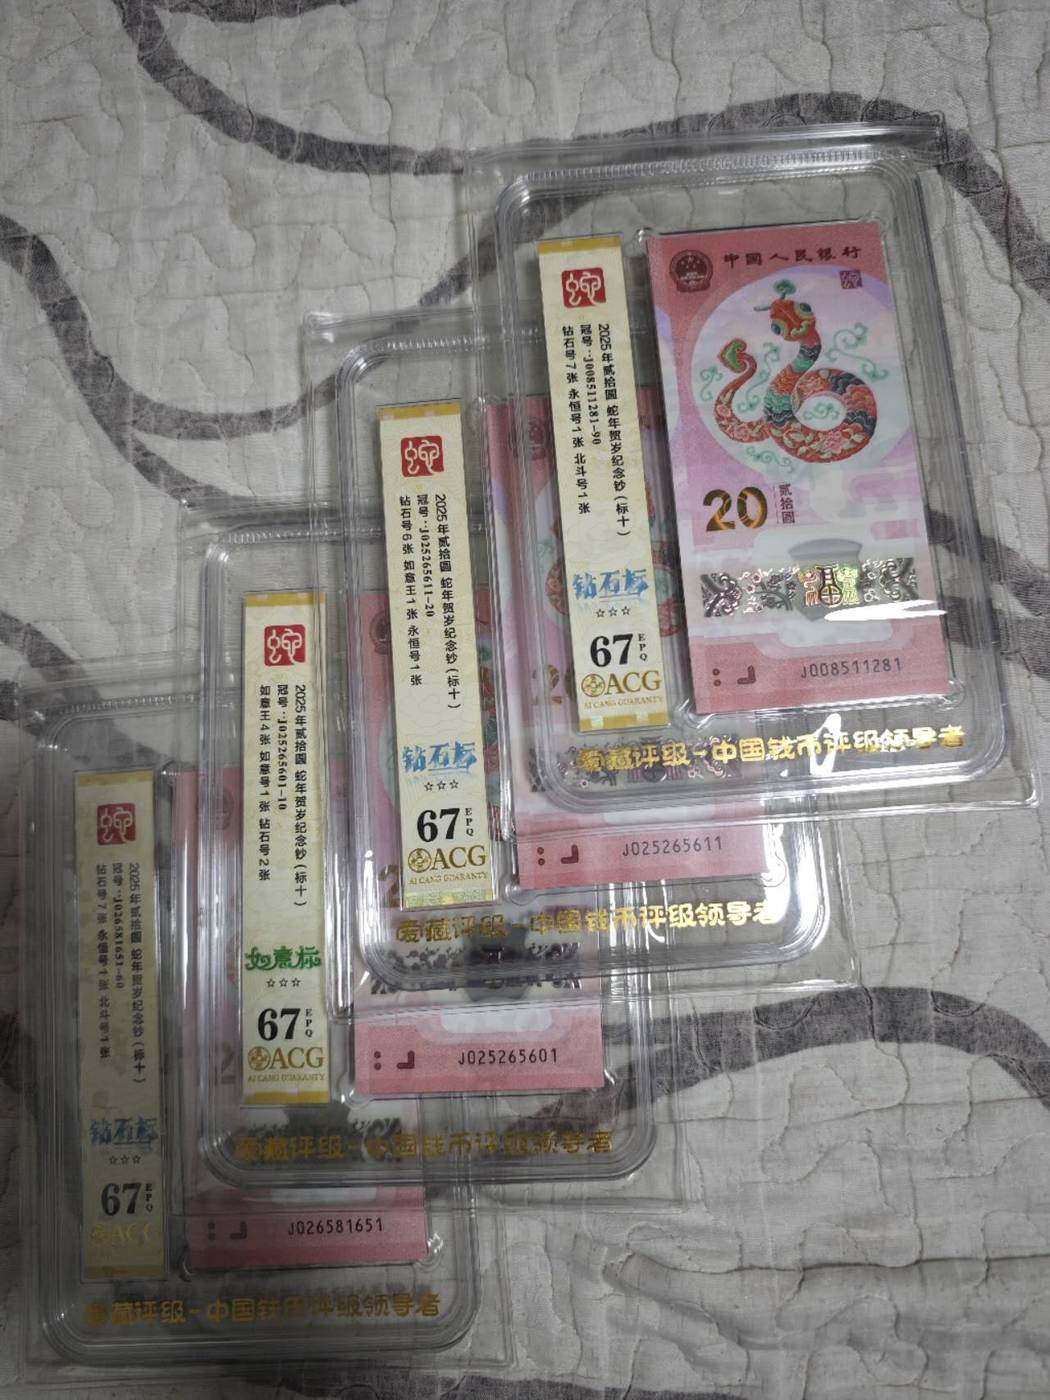 中国人民银行
20
贰拾圆
J008511281
蛇
2025年贰拾圆 蛇年贺岁纪念钞(标十)
冠号:J008511281-90
钻石号7张 永恒号1张 北斗号1张
钻石标
☆☆☆
67 EPQ
ACG
AI CANG GUARANTY
爱藏评级-中国钱币评级领导者
J025265611
蛇
2025年贰拾圆 蛇年贺岁纪念钞(标十)
冠号:J025265611-20
钻石号6张 如意王1张 永恒号1张
钻石标
☆☆☆
67 EPQ
ACG
AI CANG GUARANTY
爱藏评级-中国钱币评级领导者
J025265601
蛇
2025年贰拾圆 蛇年贺岁纪念钞(标十)
冠号:J025265601-10
如意王4张 如意号1张 钻石号2张
如意标
☆☆☆
67 EPQ
ACG
AI CANG GUARANTY
爱藏评级-中国钱币评级领导者
J026581651
蛇
2025年贰拾圆 蛇年贺岁纪念钞(标十)
冠号:J026581651-60
钻石号7张 永恒号1张 北斗号1张
钻石标
☆☆☆
67 EPQ
ACG
爱藏评级-中国钱币评级领导者